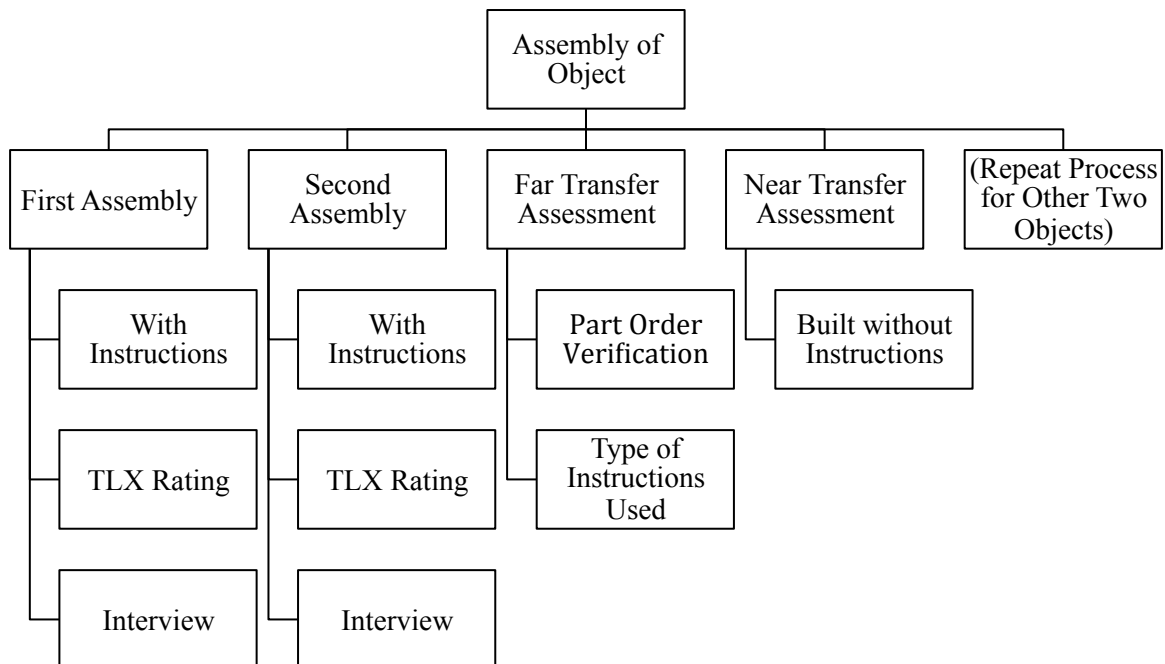 Assembly of
Object
First Assembly
Second
Assembly
Far Transfer
Assessment
Near Transfer
Assessment
(Repeat Process
for Other Two
Objects)
With
Instructions
With
Instructions
Part Order
Verification
Built without
Instructions
TLX Rating
TLX Rating
Type of
Instructions
Used
Interview
Interview